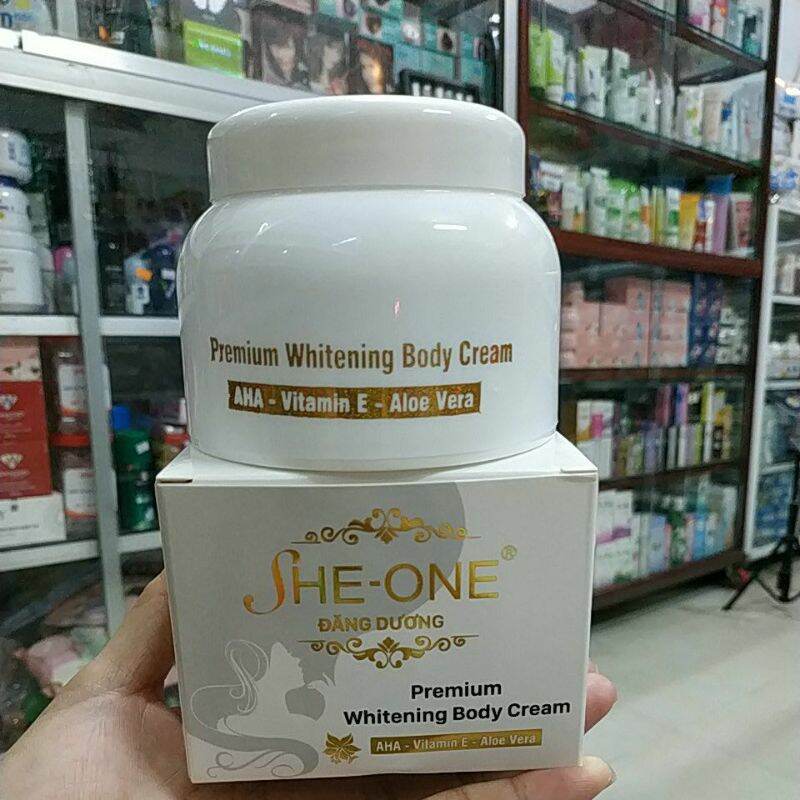 Premium Whitening Body Cream
AHA - Vitamin E - Aloe Vera
SHE-ONE®
ĐĂNG DƯƠNG
Premium
Whitening Body Cream
AHA - Vitamin E - Aloe Vera